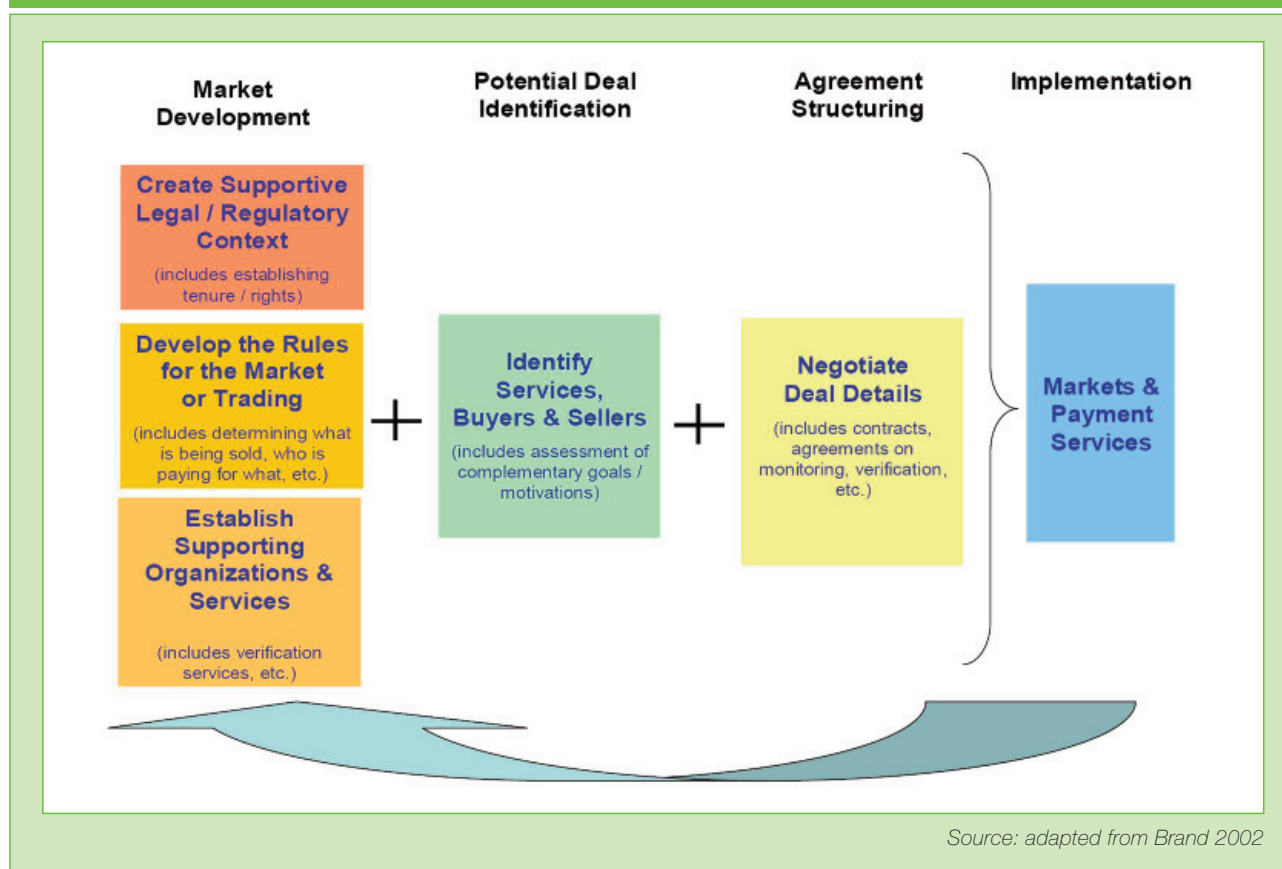 Market
Development
Potential Deal
Identification
Agreement
Structuring
Implementation
Create Supportive
Legal / Regulatory
Context
(includes establishing
tenure / rights)
Develop the Rules
for the Market
or Trading
(includes determining what
is being sold, who is
paying for what, etc.)
Establish
Supporting
Organizations &
Services
(includes verification
services, etc.)
+
Identify
Services,
Buyers & Sellers
(includes assessment of
complementary goals /
motivations)
+
Negotiate
Deal Details
(includes contracts,
agreements on
monitoring, verification,
etc.)
Markets &
Payment
Services
Source: adapted from Brand 2002